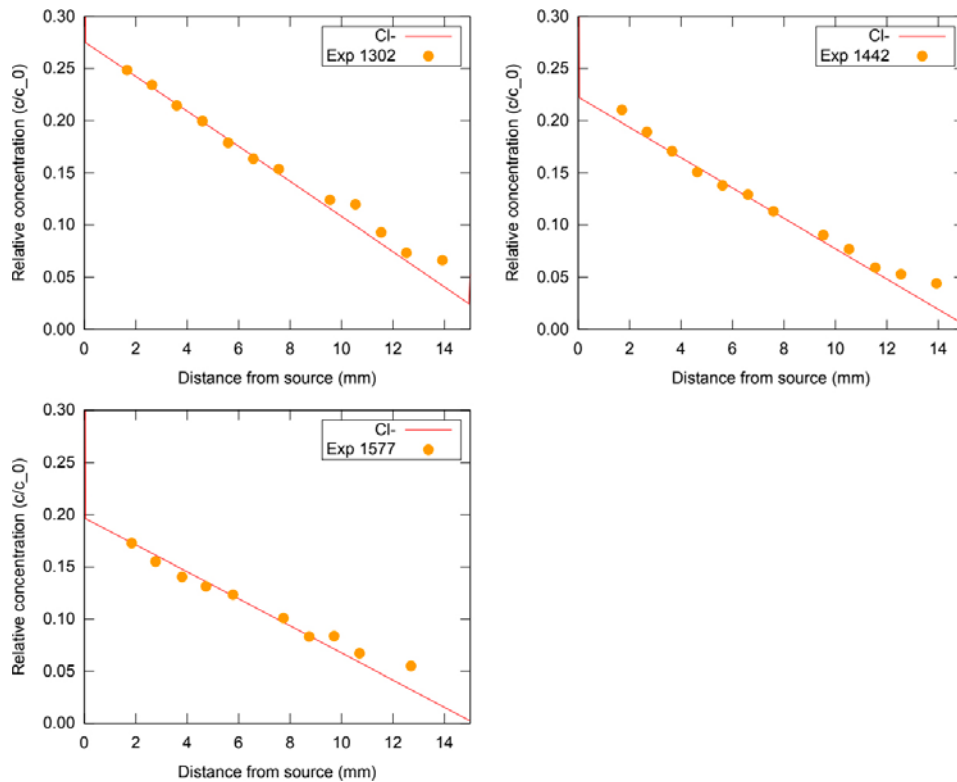 Relative concentration (c/c_0)
0.30
0.25
0.20
0.15
0.10
0.05
0.00
Cl-
Exp 1302
0 2 4 6 8 10 12 14
Distance from source (mm)
Relative concentration (c/c_0)
0.30
0.25
0.20
0.15
0.10
0.05
0.00
Cl-
Exp 1442
0 2 4 6 8 10 12 14
Distance from source (mm)
Relative concentration (c/c_0)
0.30
0.25
0.20
0.15
0.10
0.05
0.00
Cl-
Exp 1577
0 2 4 6 8 10 12 14
Distance from source (mm)